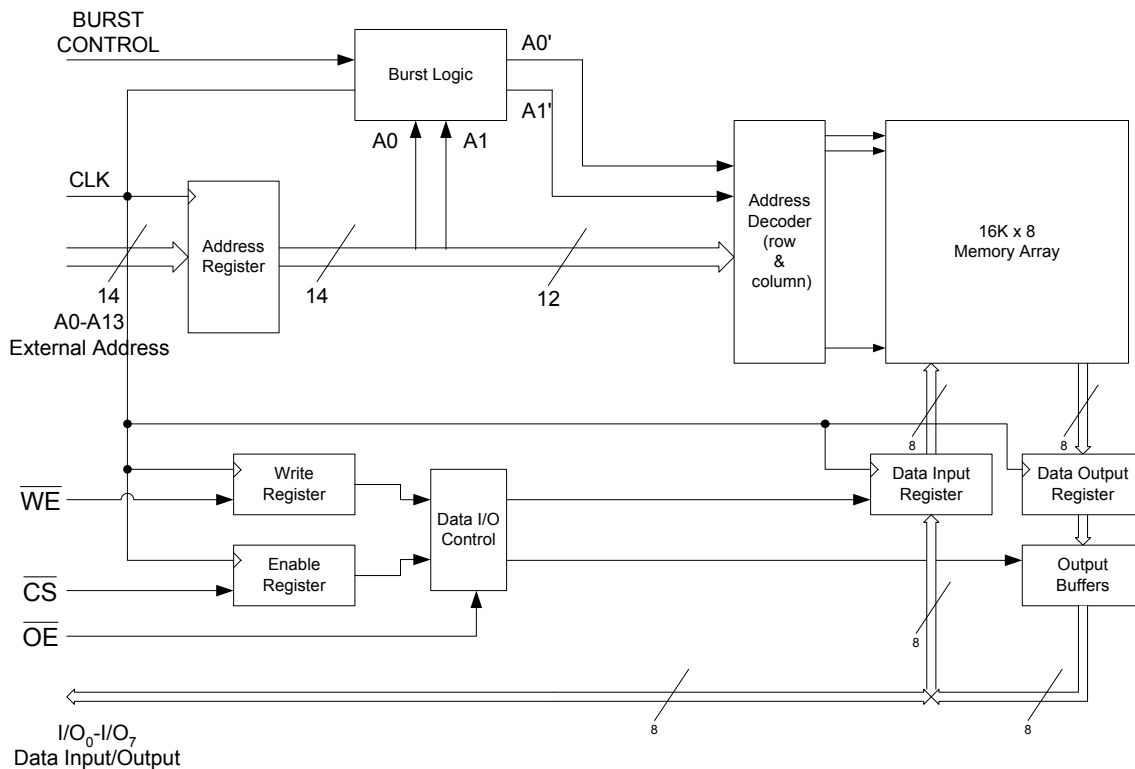 BURST
CONTROL
Burst Logic
A0'
A1'
A0
A1
CLK
Address
Register
14
14
12
A0-A13
External Address
Address
Decoder
(row
&
column)
16K x 8
Memory Array
8
8
Write
Register
WE
Data I/O
Control
Data Input
Register
Data Output
Register
Enable
Register
CS
OE
Output
Buffers
8
8
8
I/O0-I/O7
Data Input/Output